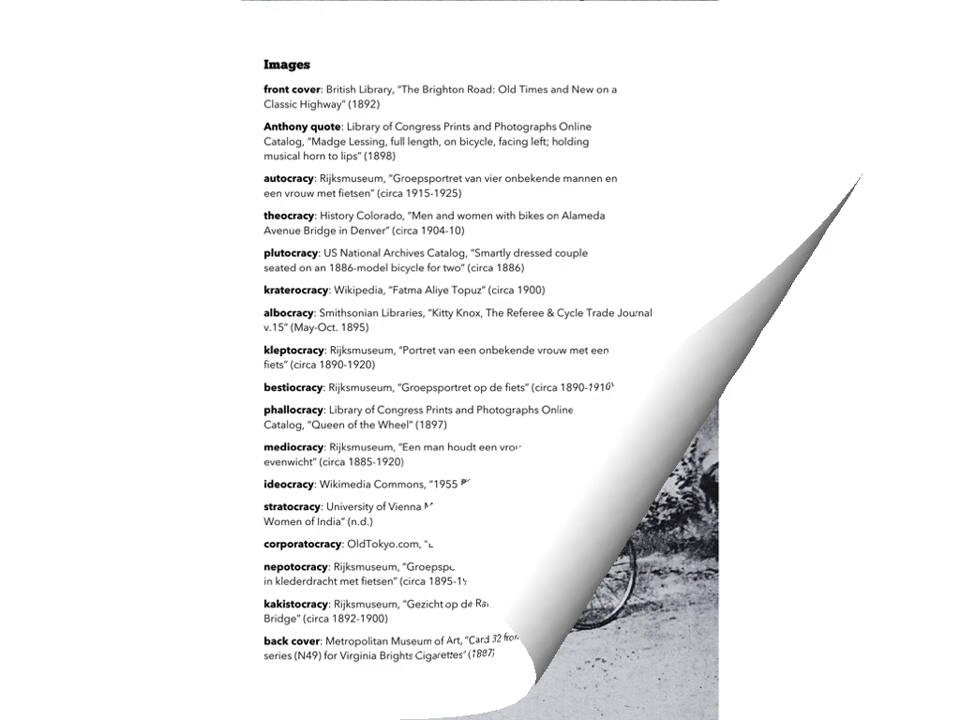 Images
front cover: British Library, “The Brighton Road: Old Times and New on a
Classic Highway” (1892)
Anthony quote: Library of Congress Prints and Photographs Online
Catalog, “Madge Lessing, full length, on bicycle, facing left; holding
musical horn to lips” (1898)
autocracy: Rijksmuseum, “Groepsportret van vier onbekende mannen en
een vrouw met fietsen” (circa 1915-1925)
theocracy: History Colorado, “Men and women with bikes on Alameda
Avenue Bridge in Denver” (circa 1904-10)
plutocracy: US National Archives Catalog, “Smartly dressed couple
seated on an 1886-model bicycle for two” (circa 1886)
kraterocracy: Wikipedia, “Fatma Aliye Topuz” (circa 1900)
albocracy: Smithsonian Libraries, “Kitty Knox, The Referee & Cycle Trade Journal
v.15” (May-Oct. 1895)
kleptocracy: Rijksmuseum, “Portret van een onbekende vrouw met een
fiets” (circa 1890-1920)
bestiocracy: Rijksmuseum, “Groepsportret op de fiets” (circa 1890-1910)
phallocracy: Library of Congress Prints and Photographs Online
Catalog, “Queen of the Wheel” (1897)
mediocracy: Rijksmuseum, “Een man houdt een
evenwicht” (circa 1885-1920)
ideocracy: Wikimedia Commons, “1955
stratocracy: University of Vienna
Women of India” (n.d.)
corporatocracy: OldTokyo.com,
nepotocracy: Rijksmuseum,
in klederdracht met fietsen” (circa
kakistocracy: Rijksmuseum, “Gezicht op de
Bridge” (circa 1892-1900)
back cover: Metropolitan Museum of Art, “Card 32 from
series (N49) for Virginia Brights Cigarettes” (1887)